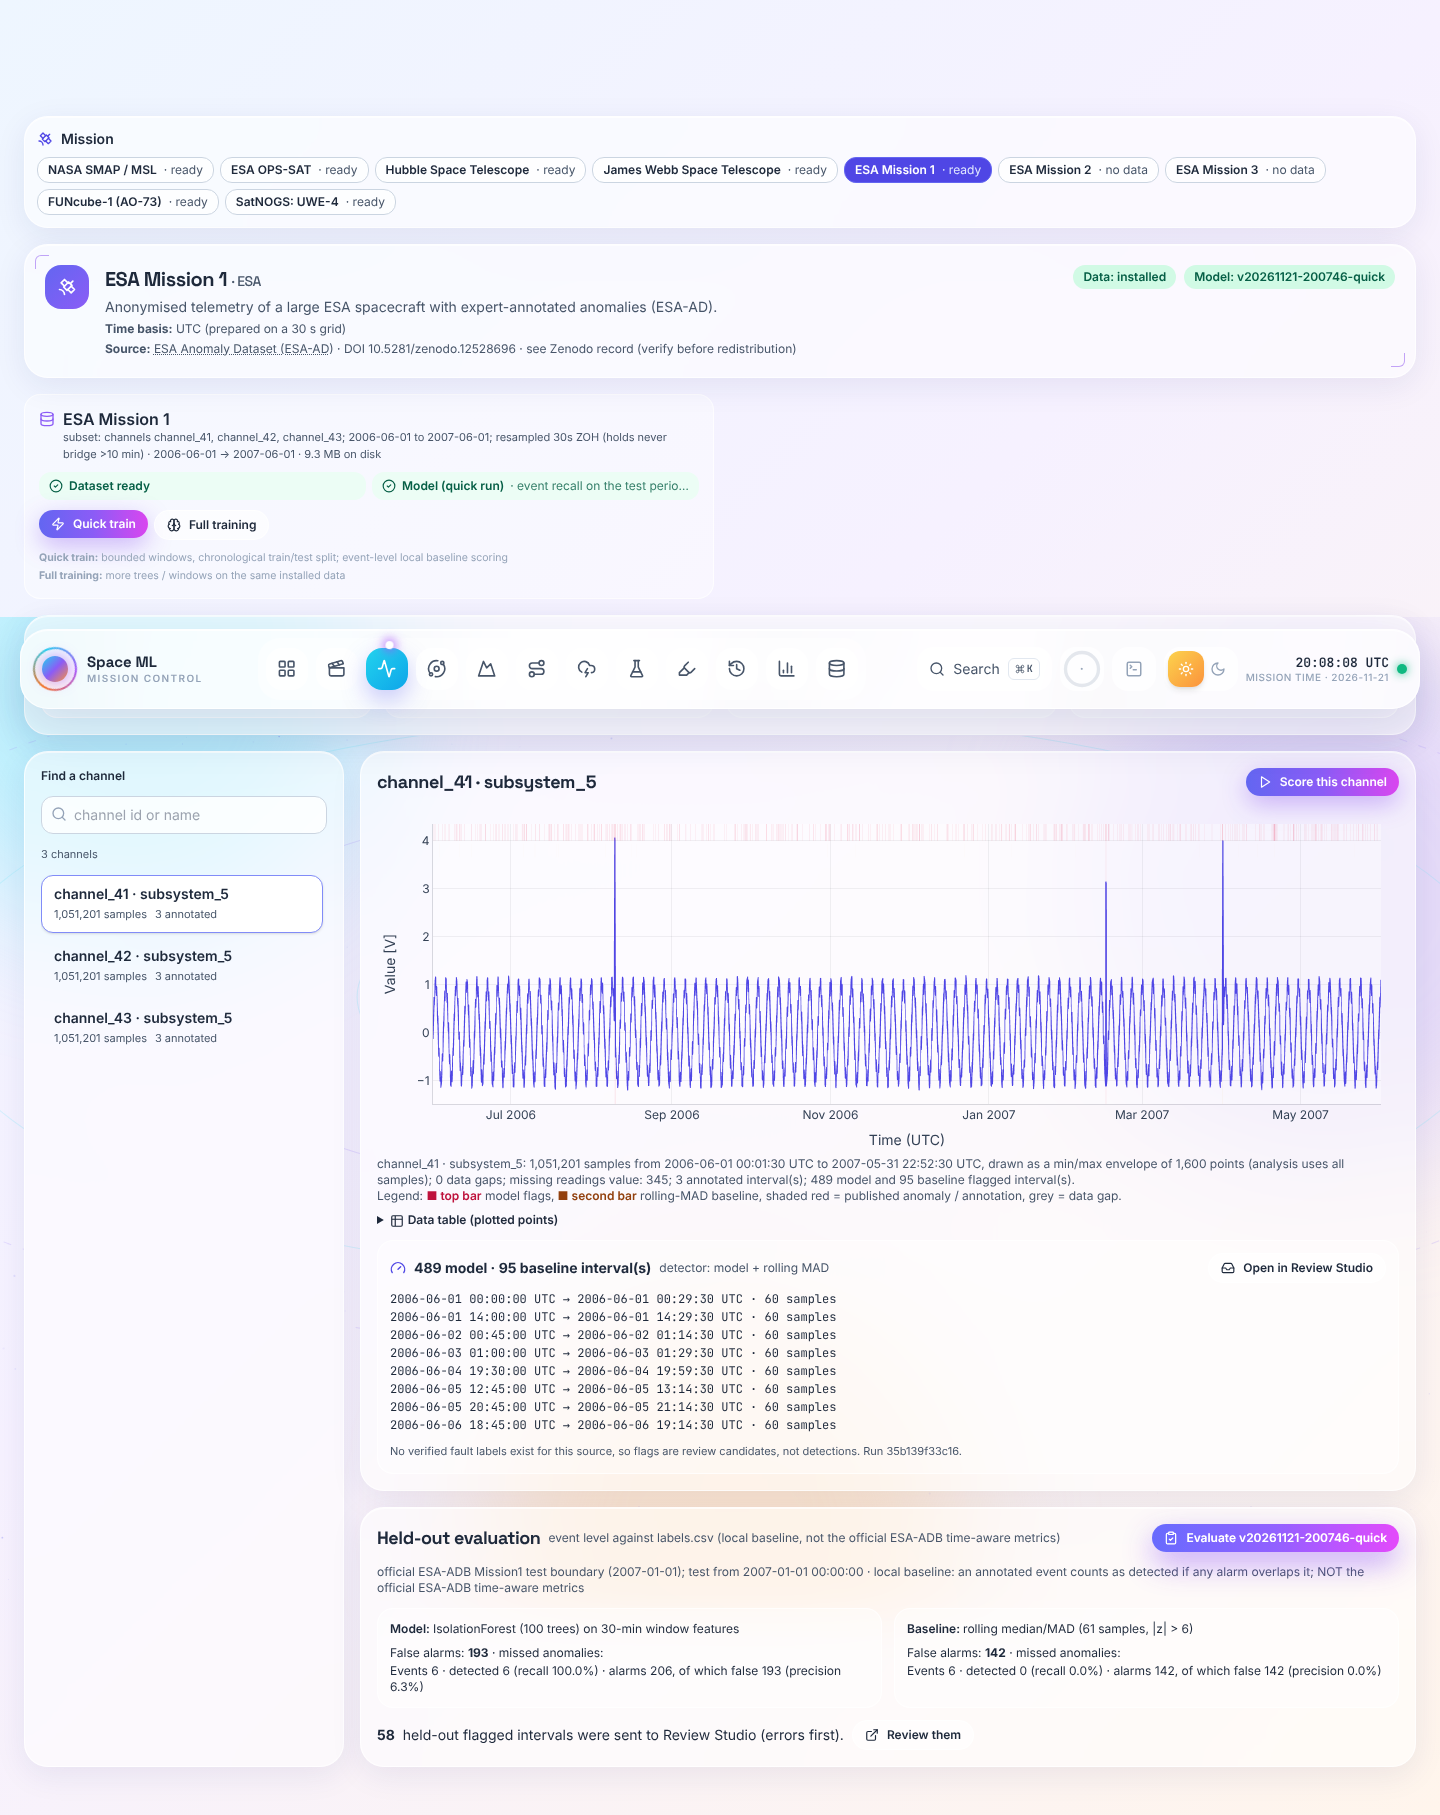 Mission
NASA SMAP / MSL · ready
ESA OPS-SAT · ready
Hubble Space Telescope · ready
James Webb Space Telescope · ready
ESA Mission 1 · ready
ESA Mission 2 · no data
ESA Mission 3 · no data
FUNcube-1 (AO-73) · ready
SatNOGS: UWE-4 · ready
ESA Mission 1 · ESA
Data: installed
Model: v20261121-200746-quick
Anonymised telemetry of a large ESA spacecraft with expert-annotated anomalies (ESA-AD).
Time basis: UTC (prepared on a 30 s grid)
Source: ESA Anomaly Dataset (ESA-AD) · DOI 10.5281/zenodo.12528696 · see Zenodo record (verify before redistribution)
ESA Mission 1
subset: channels channel_41, channel_42, channel_43; 2006-06-01 to 2007-06-01; resampled 30s ZOH (holds never
bridge >10 min) · 2006-06-01 → 2007-06-01 · 9.3 MB on disk
Dataset ready
Model (quick run) · event recall on the test perio...
Quick train
Full training
Quick train: bounded windows, chronological train/test split; event-level local baseline scoring
Full training: more trees / windows on the same installed data
Space ML
MISSION CONTROL
Search ⌘K
20:08:08 UTC
MISSION TIME · 2026-11-21
Find a channel
channel id or name
3 channels
channel_41 · subsystem_5
1,051,201 samples 3 annotated
channel_42 · subsystem_5
1,051,201 samples 3 annotated
channel_43 · subsystem_5
1,051,201 samples 3 annotated
channel_41 · subsystem_5
Score this channel
4
3
2
1
0
−1
Value [V]
Jul 2006
Sep 2006
Nov 2006
Jan 2007
Mar 2007
May 2007
Time (UTC)
channel_41 · subsystem_5: 1,051,201 samples from 2006-06-01 00:01:30 UTC to 2007-05-31 22:52:30 UTC, drawn as a min/max envelope of 1,600 points (analysis uses all
samples); 0 data gaps; missing readings value: 345; 3 annotated interval(s); 489 model and 95 baseline flagged interval(s).
Legend: ■ top bar model flags, ■ second bar rolling-MAD baseline, shaded red = published anomaly / annotation, grey = data gap.
Data table (plotted points)
489 model · 95 baseline interval(s) detector: model + rolling MAD
Open in Review Studio
2006-06-01 00:00:00 UTC → 2006-06-01 00:29:30 UTC · 60 samples
2006-06-01 14:00:00 UTC → 2006-06-01 14:29:30 UTC · 60 samples
2006-06-02 00:45:00 UTC → 2006-06-02 01:14:30 UTC · 60 samples
2006-06-03 01:00:00 UTC → 2006-06-03 01:29:30 UTC · 60 samples
2006-06-04 19:30:00 UTC → 2006-06-04 19:59:30 UTC · 60 samples
2006-06-05 12:45:00 UTC → 2006-06-05 13:14:30 UTC · 60 samples
2006-06-05 20:45:00 UTC → 2006-06-05 21:14:30 UTC · 60 samples
2006-06-06 18:45:00 UTC → 2006-06-06 19:14:30 UTC · 60 samples
No verified fault labels exist for this source, so flags are review candidates, not detections. Run 35b139f33c16.
Held-out evaluation event level against labels.csv (local baseline, not the official ESA-ADB time-aware metrics)
Evaluate v20261121-200746-quick
official ESA-ADB Mission1 test boundary (2007-01-01); test from 2007-01-01 00:00:00 · local baseline: an annotated event counts as detected if any alarm overlaps it; NOT the
official ESA-ADB time-aware metrics
Model: IsolationForest (100 trees) on 30-min window features
False alarms: 193 · missed anomalies:
Events 6 · detected 6 (recall 100.0%) · alarms 206, of which false 193 (precision
6.3%)
Baseline: rolling median/MAD (61 samples, |z| > 6)
False alarms: 142 · missed anomalies:
Events 6 · detected 0 (recall 0.0%) · alarms 142, of which false 142 (precision 0.0%)
58 held-out flagged intervals were sent to Review Studio (errors first).
Review them